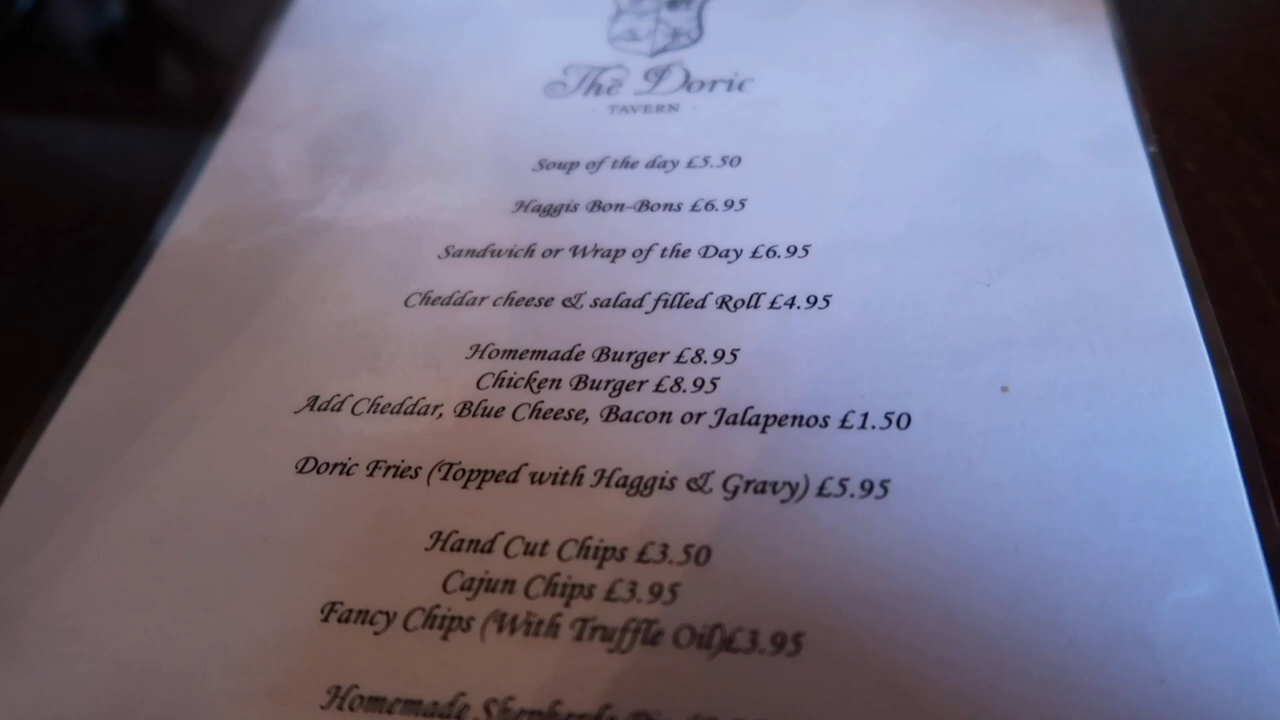 The Doric
TAVERN
Soup of the day £5.50
Haggis Bon-Bons £6.95
Sandwich or Wrap of the Day £6.95
Cheddar cheese & salad filled Roll £4.95
Homemade Burger £8.95
Chicken Burger £8.95
Add Cheddar, Blue Cheese, Bacon or Jalapenos £1.50
Doric Fries (Topped with Haggis & Gravy) £5.95
Hand Cut Chips £3.50
Cajun Chips £3.95
Fancy Chips (With Truffle Oil)£3.95
Homemade